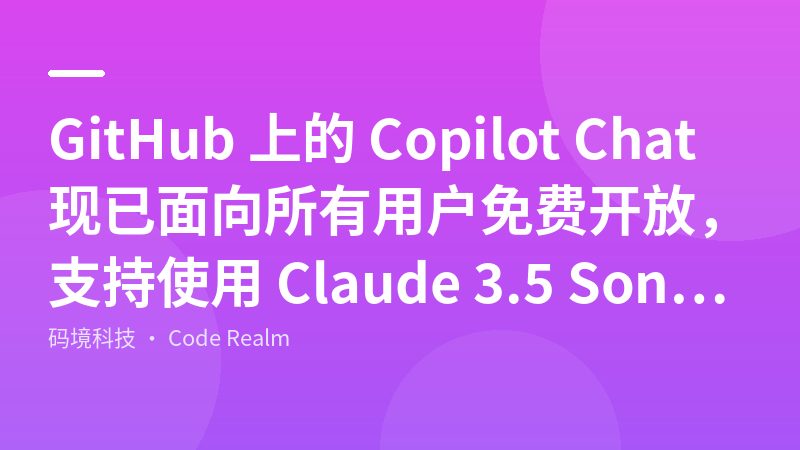 GitHub 上的 Copilot Chat
现已面向所有用户免费开放，
支持使用 Claude 3.5 Son…
码境科技 · Code Realm